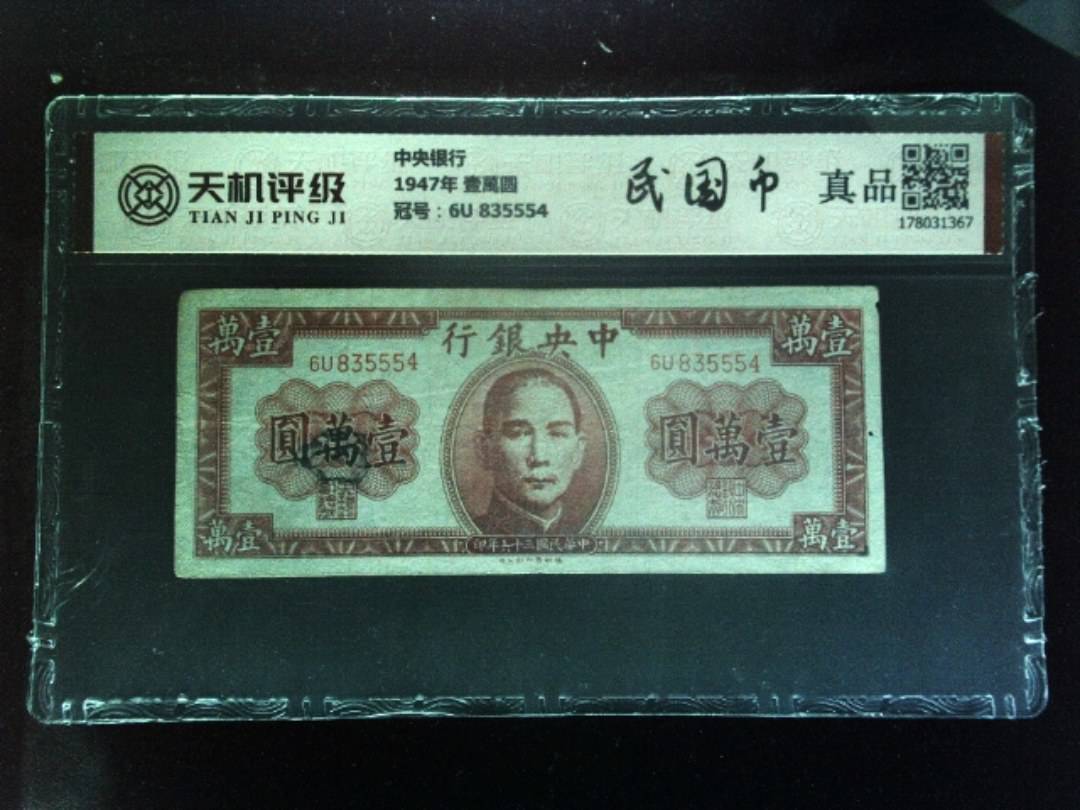 天机评级
TIAN JI PING JI
中央银行
1947年 壹萬圆
冠号：6U 835554
民国币
真品
178031367
壹萬
行銀央中
壹萬
6U835554
6U835554
圓萬壹
圓萬壹
壹萬
印年六十三國民華中
壹萬